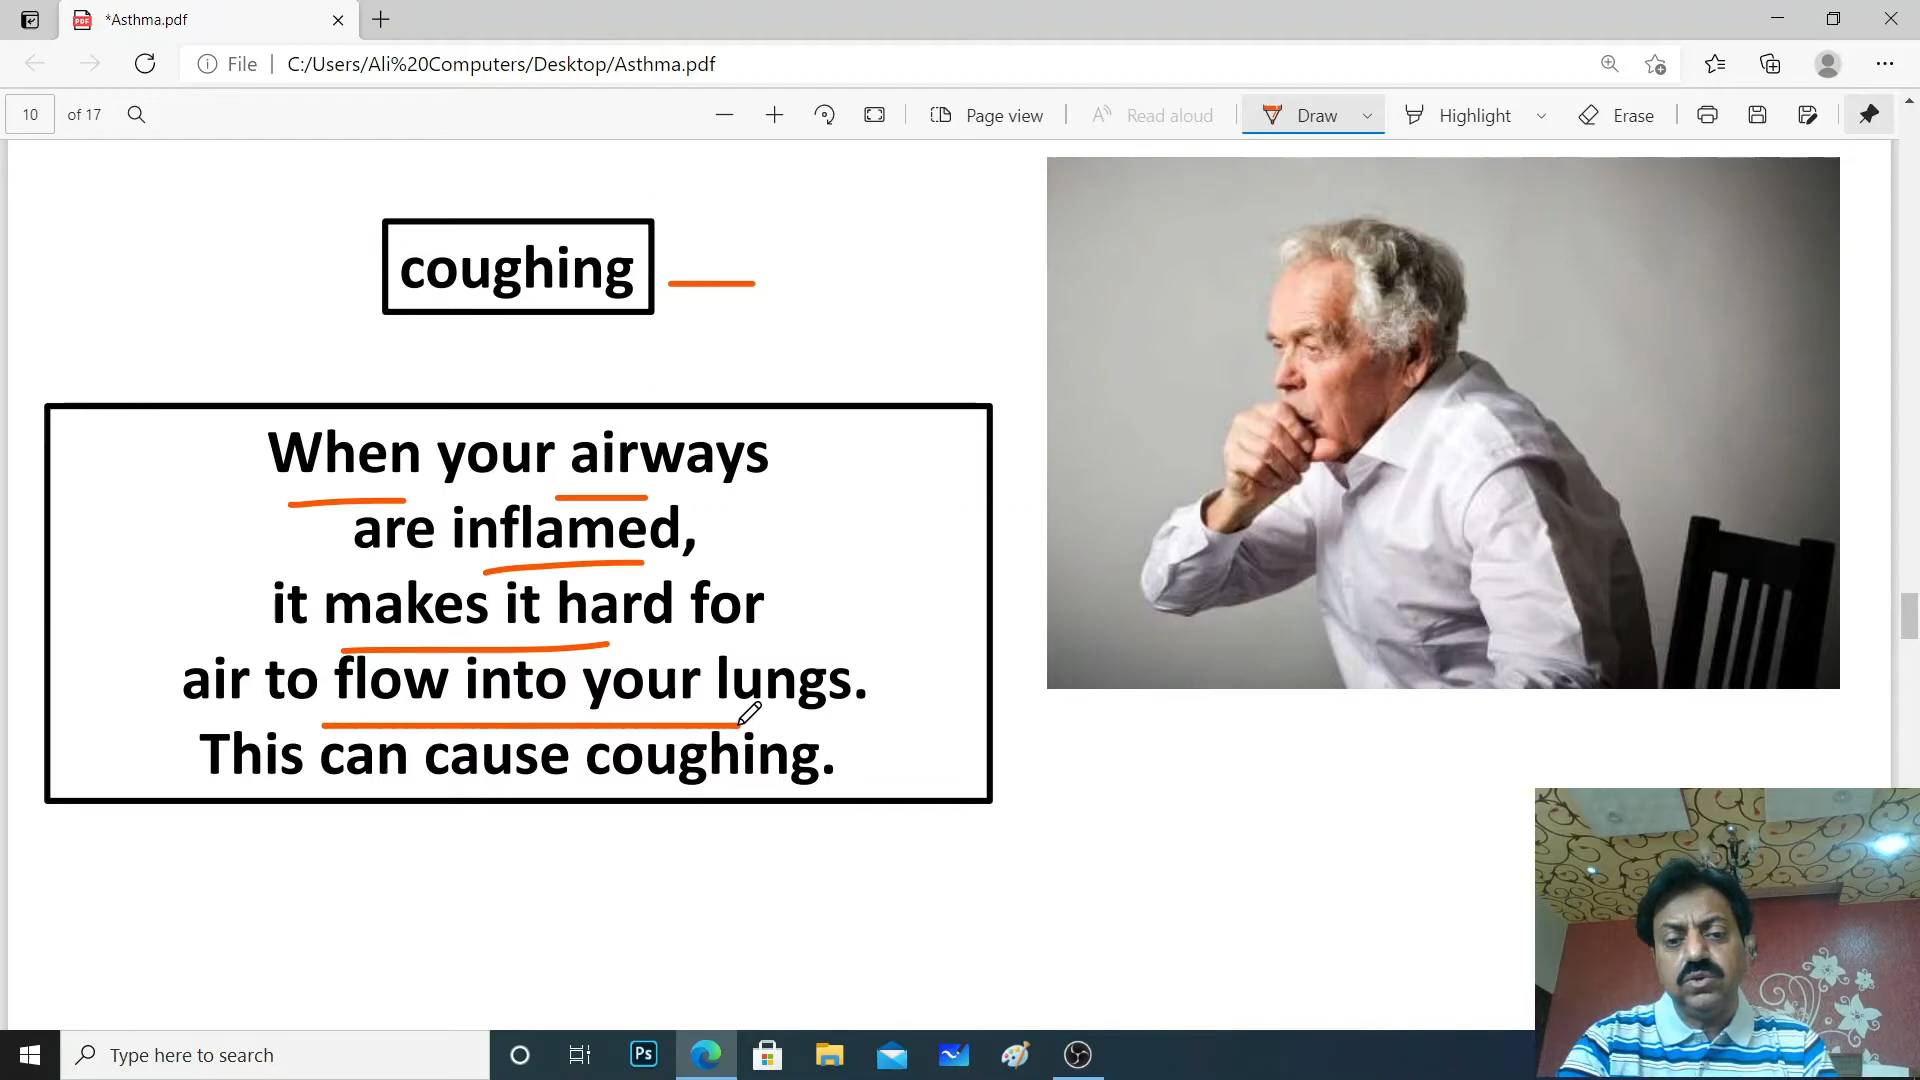 *Asthma.pdf
File
C:/Users/Ali%20Computers/Desktop/Asthma.pdf
10 of 17
Page view
Read aloud
Draw
Highlight
Erase
coughing
When your airways
are inflamed,
it makes it hard for
air to flow into your lungs.
This can cause coughing.
Type here to search
Ps